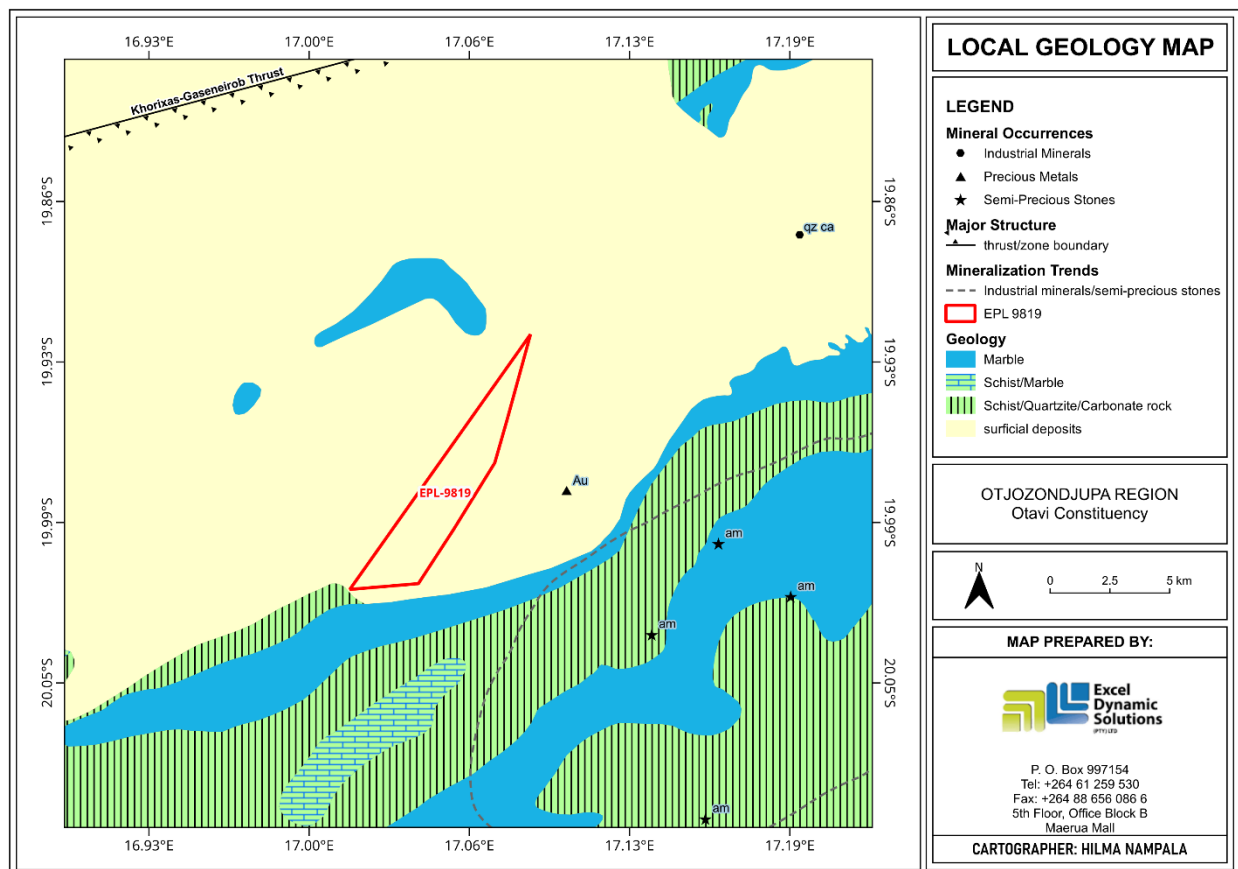 16.93°E 17.00°E 17.06°E 17.13°E 17.19°E
Khorixas-Gaseneirob Thrust
19.86°S 19.86°S
qz ca
19.93°S 19.93°S
EPL-9819
Au
19.99°S 19.99°S
am
am
am
20.05°S 20.05°S
am
16.93°E 17.00°E 17.06°E 17.13°E 17.19°E
LOCAL GEOLOGY MAP
LEGEND
Mineral Occurrences
Industrial Minerals
Precious Metals
Semi-Precious Stones
Major Structure
thrust/zone boundary
Mineralization Trends
Industrial minerals/semi-precious stones
EPL 9819
Geology
Marble
Schist/Marble
Schist/Quartzite/Carbonate rock
surficial deposits
OTJOZONDJUPA REGION
Otavi Constituency
N
0 2.5 5 km
MAP PREPARED BY:
Excel
Dynamic
Solutions
(PTY) LTD
P. O. Box 997154
Tel: +264 61 259 530
Fax: +264 88 656 086 6
5th Floor, Office Block B
Maerua Mall
CARTOGRAPHER: HILMA NAMPALA